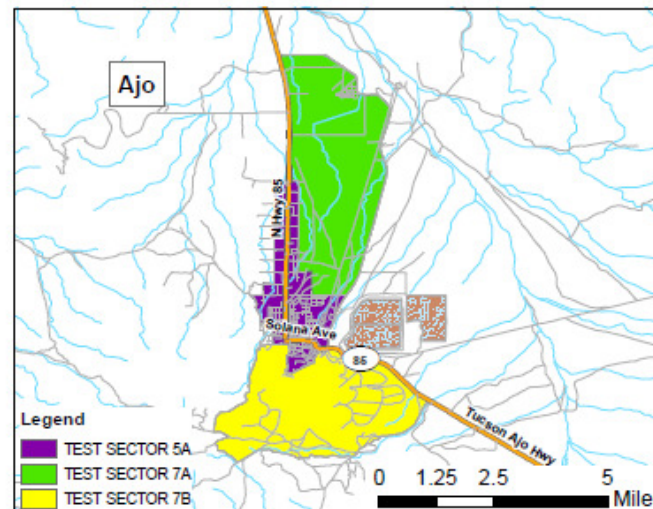 Ajo
N Hwy 85
Solana Ave
86
Tucson Ajo Hwy
Legend
TEST SECTOR 5A
TEST SECTOR 7A
TEST SECTOR 7B
0 1.25 2.5 5
Mile